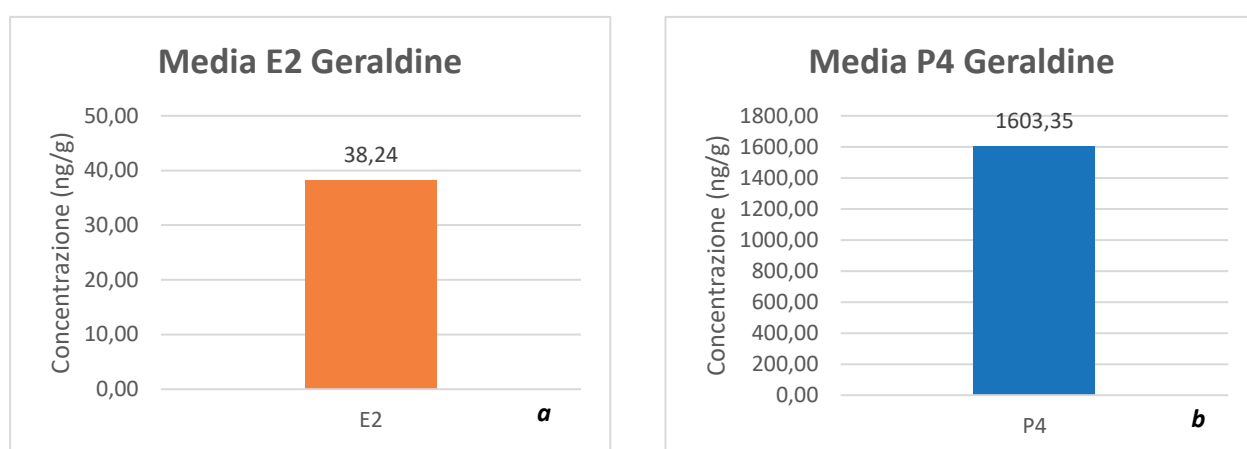 Media E2 Geraldine
Concentrazione (ng/g)
50,00
40,00
30,00
20,00
10,00
0,00
38,24
E2
a
Media P4 Geraldine
Concentrazione (ng/g)
1800,00
1600,00
1400,00
1200,00
1000,00
800,00
600,00
400,00
200,00
0,00
1603,35
P4
b